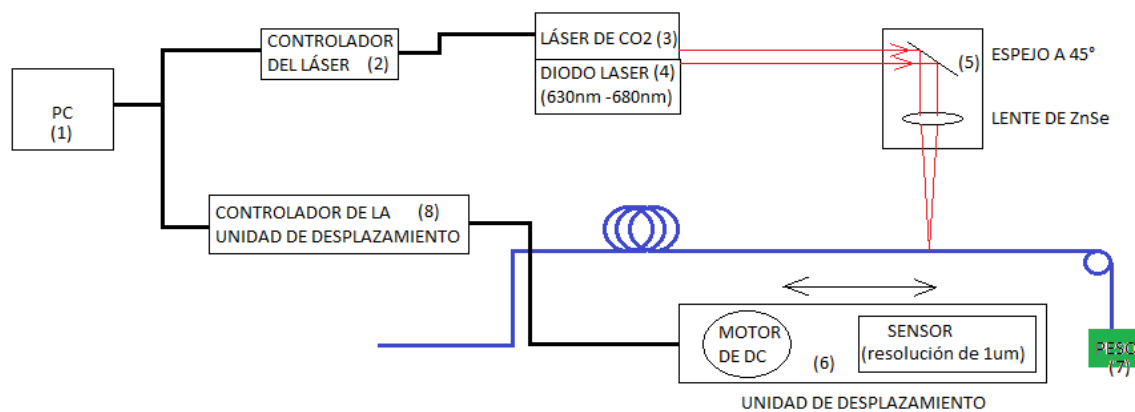 CONTROLADOR
DEL LÁSER (2)
LÁSER DE CO2 (3)
DIODO LASER (4)
(630nm -680nm)
(5)
ESPEJO A 45°
LENTE DE ZnSe
PC
(1)
CONTROLADOR DE LA (8)
UNIDAD DE DESPLAZAMIENTO
MOTOR
DE DC
(6)
SENSOR
(resolución de 1um)
PESO
(7)
UNIDAD DE DESPLAZAMIENTO